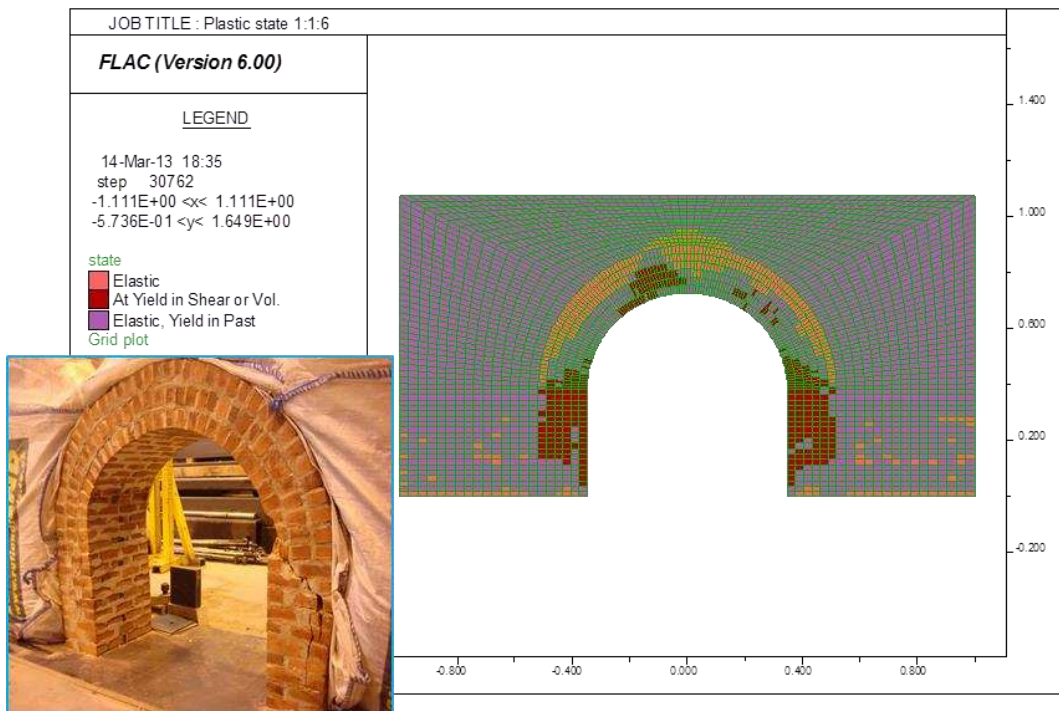 JOB TITLE : Plastic state 1:1:6
FLAC (Version 6.00)
LEGEND
14-Mar-13 18:35
step 30762
-1.111E+00 <x< 1.111E+00
-5.736E-01 <y< 1.649E+00
state
Elastic
At Yield in Shear or Vol.
Elastic, Yield in Past
Grid plot
1.400
1.000
0.600
0.200
-0.200
-0.800 -0.400 0.000 0.400 0.800